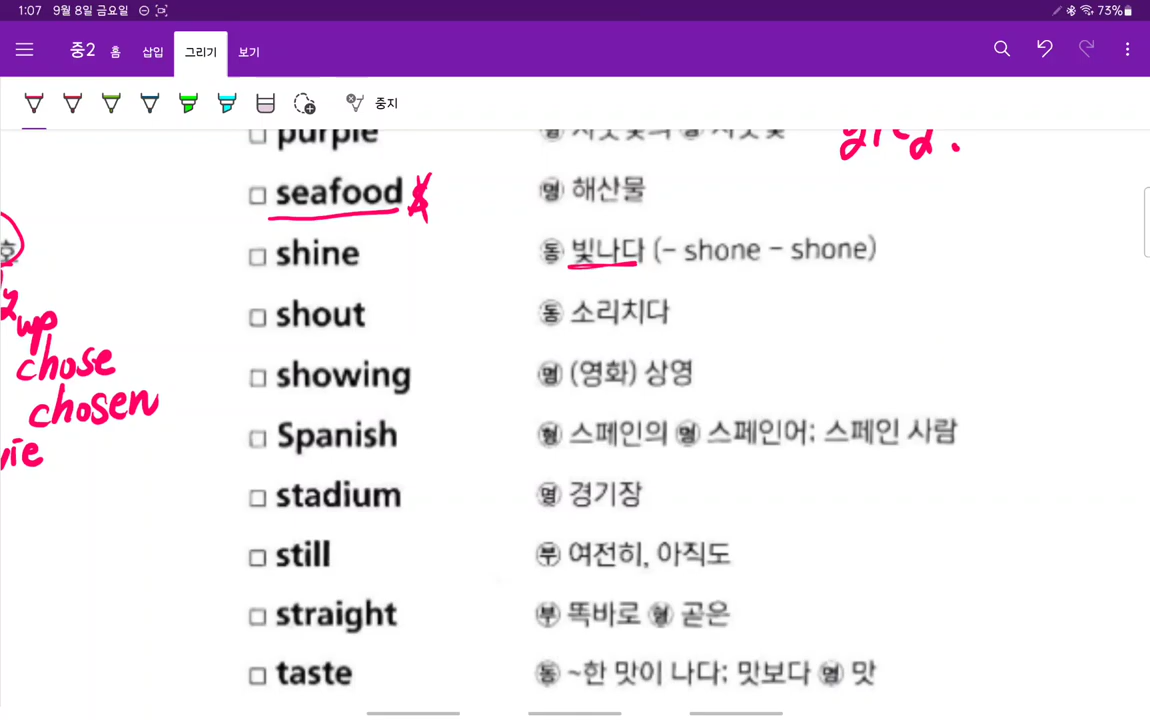 1:07 9월 8일 금요일 73%
중2 홈 삽입 그리기 보기
중지
purple
seafood 명 해산물
shine 동 빛나다 (- shone - shone)
shout 동 소리치다
showing 명 (영화) 상영
Spanish 형 스페인의 명 스페인어; 스페인 사람
stadium 명 경기장
still 부 여전히, 아직도
straight 부 똑바로 형 곧은
taste 동 ~한 맛이 나다; 맛보다 명 맛
호
up
chose
chosen